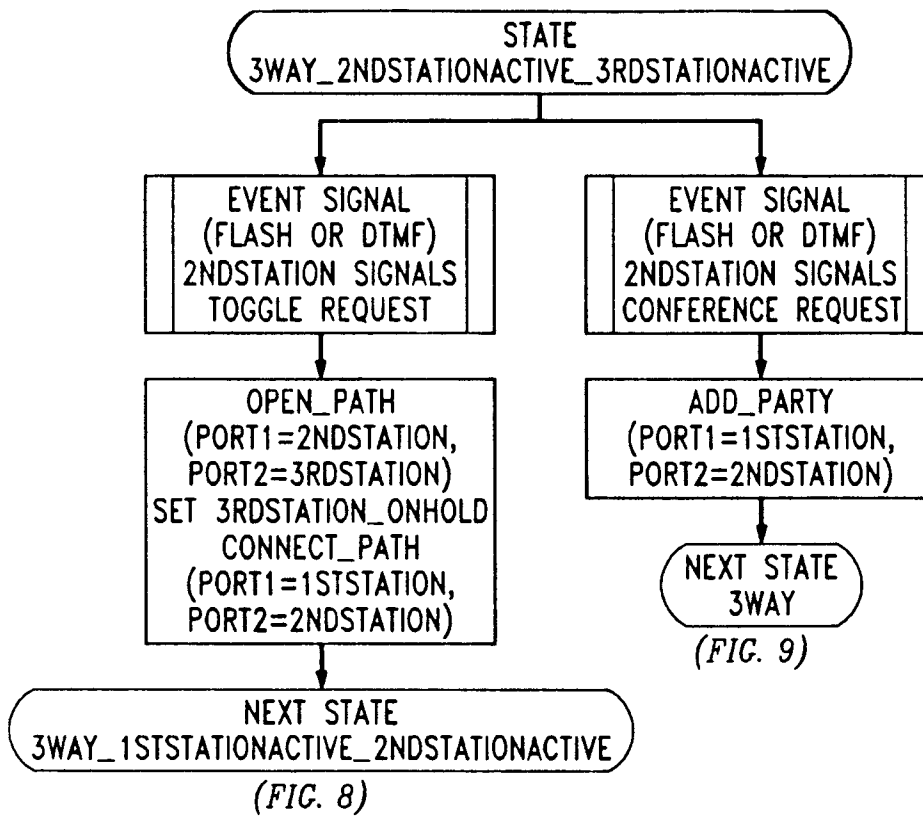 STATE
3WAY_2NDSTATIONACTIVE_3RDSTATIONACTIVE
EVENT SIGNAL
(FLASH OR DTMF)
2NDSTATION SIGNALS
TOGGLE REQUEST
OPEN_PATH
(PORT1=2NDSTATION,
PORT2=3RDSTATION)
SET 3RDSTATION_ONHOLD
CONNECT_PATH
(PORT1=1STSTATION,
PORT2=2NDSTATION)
NEXT STATE
3WAY_1STSTATIONACTIVE_2NDSTATIONACTIVE
(FIG. 8)
EVENT SIGNAL
(FLASH OR DTMF)
2NDSTATION SIGNALS
CONFERENCE REQUEST
ADD_PARTY
(PORT1=1STSTATION,
PORT2=2NDSTATION)
NEXT STATE
3WAY
(FIG. 9)